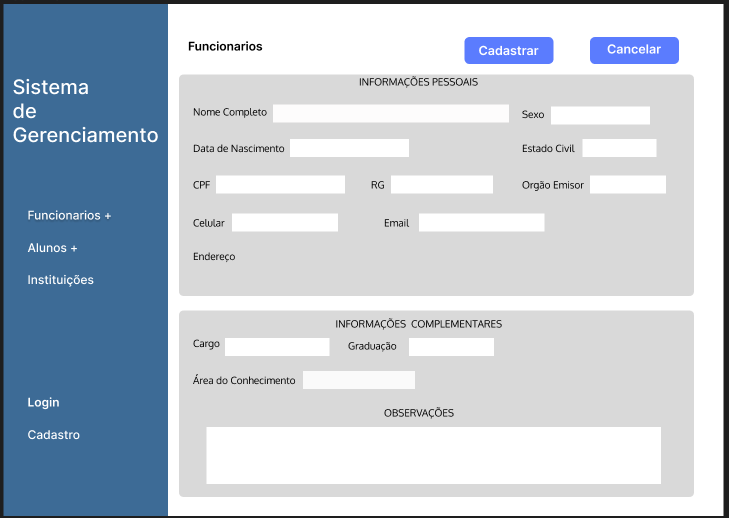 Sistema
de
Gerenciamento
Funcionarios +
Alunos +
Instituições
Login
Cadastro
Funcionarios
Cadastrar
Cancelar
INFORMAÇÕES PESSOAIS
Nome Completo
Sexo
Data de Nascimento
Estado Civil
CPF
RG
Orgão Emisor
Celular
Email
Endereço
INFORMAÇÕES COMPLEMENTARES
Cargo
Graduação
Área do Conhecimento
OBSERVAÇÕES